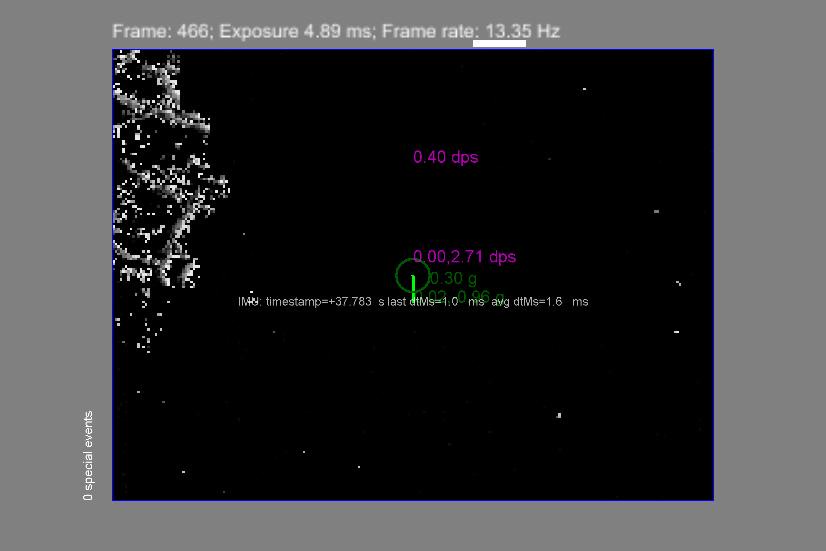 Frame: 466; Exposure 4.89 ms; Frame rate: 13.35 Hz
0.40 dps
0.00,2.71 dps
0.30 g
IMU: timestamp=+37.783 s last dtMs=1.0 ms avg dtMs=1.6 ms
0 special events